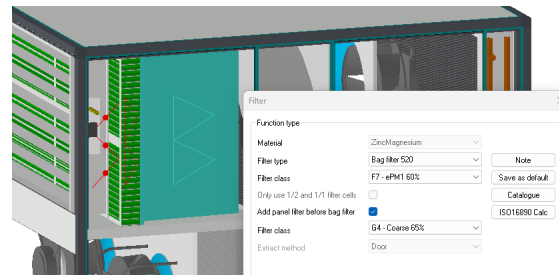 Filter
Function type
Material ZincMagnesium
Filter type Bag filter 520 Note
Filter class F7 - ePM1 60% Save as default
Only use 1/2 and 1/1 filter cells Catalogue
Add panel filter before bag filter ISO16890 Calc
Filter class G4 - Coarse 65%
Extract method Door